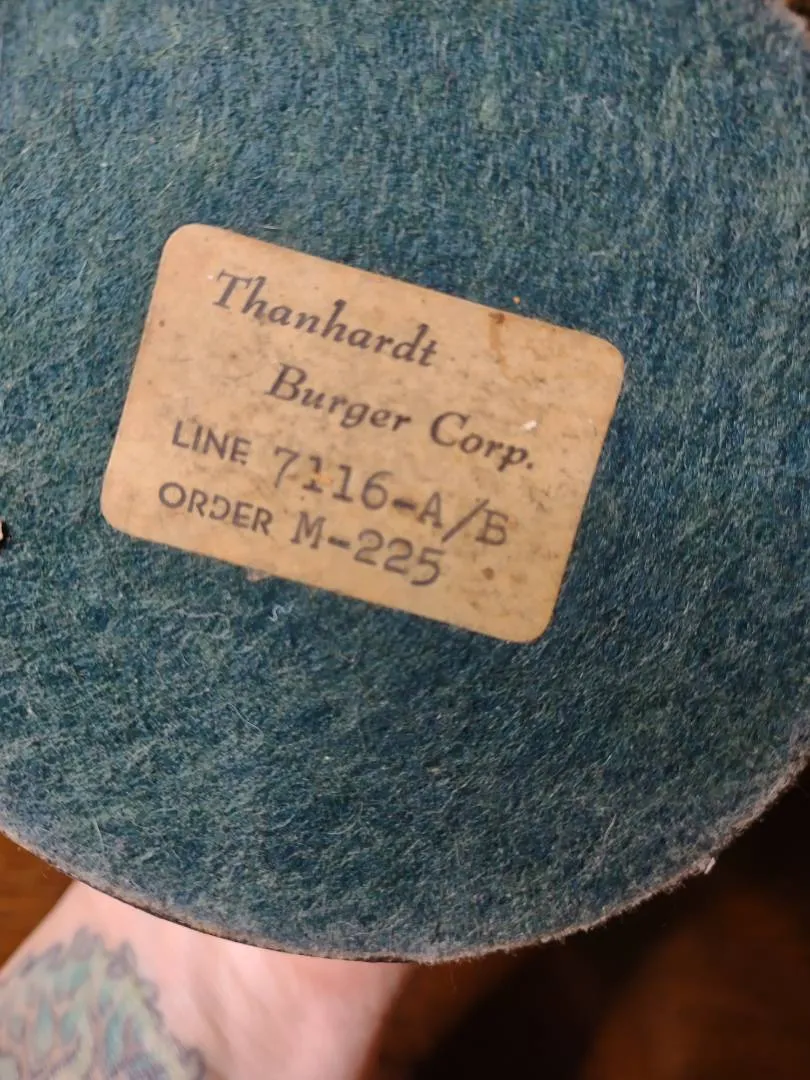 Thanhardt
Burger Corp.
LINE 7116-A/B
ORDER M-225